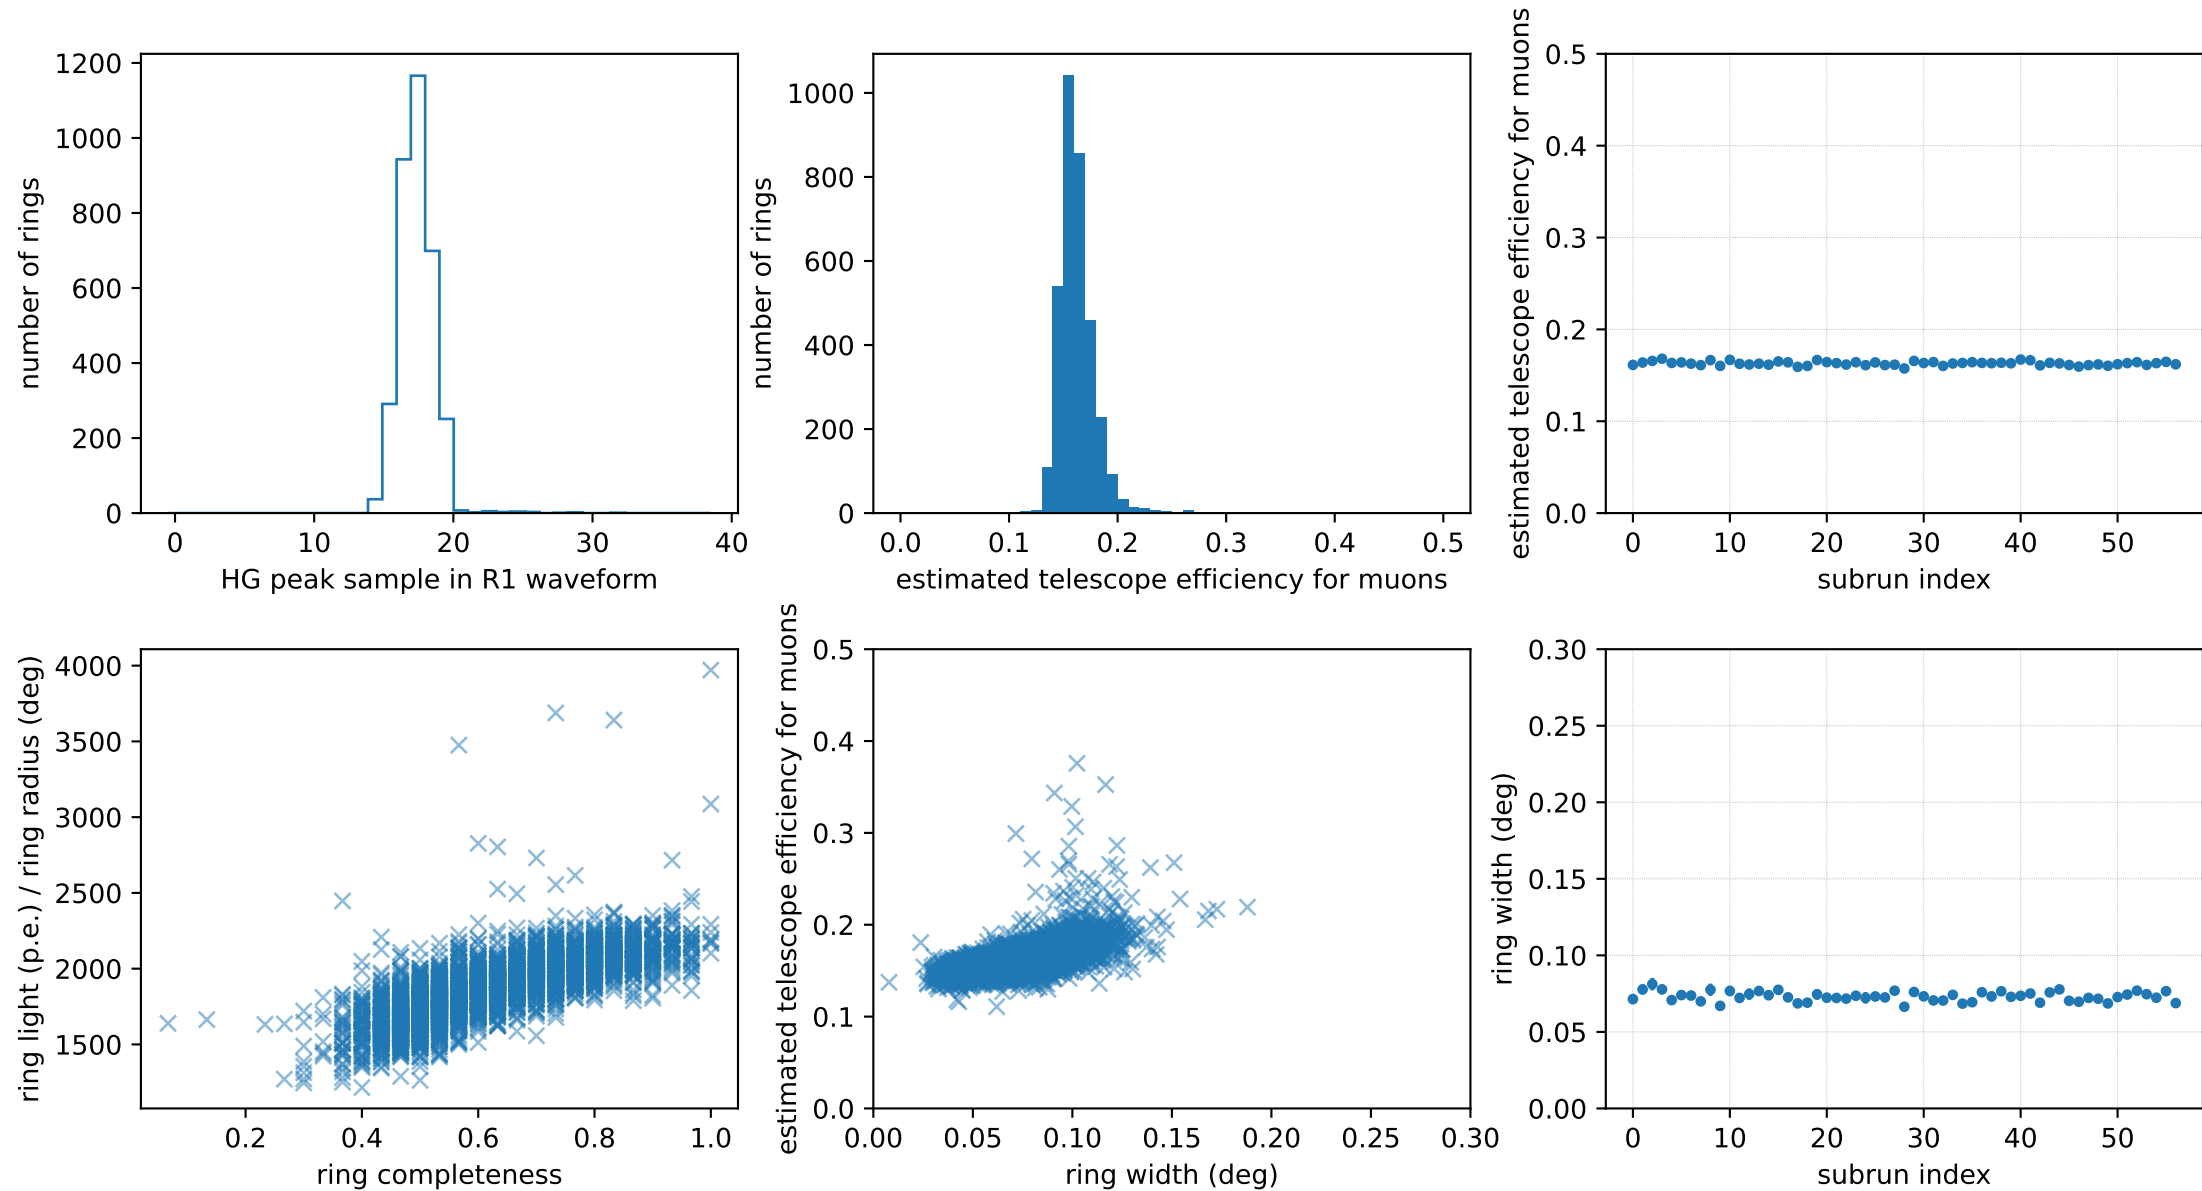 number of rings
1200
1000
800
600
400
200
0
0 10 20 30 40
HG peak sample in R1 waveform
number of rings
1000
800
600
400
200
0
0.0 0.1 0.2 0.3 0.4 0.5
estimated telescope efficiency for muons
estimated telescope efficiency for muons
0.5
0.4
0.3
0.2
0.1
0.0
0 10 20 30 40 50
subrun index
ring light (p.e.) / ring radius (deg)
4000
3500
3000
2500
2000
1500
0.2 0.4 0.6 0.8 1.0
ring completeness
estimated telescope efficiency for muons
0.5
0.4
0.3
0.2
0.1
0.0
0.00 0.05 0.10 0.15 0.20 0.25 0.30
ring width (deg)
ring width (deg)
0.30
0.25
0.20
0.15
0.10
0.05
0.00
0 10 20 30 40 50
subrun index